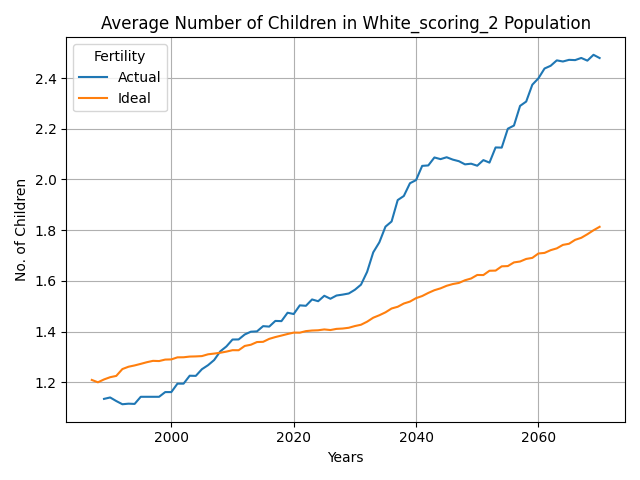 Average Number of Children in White_scoring_2 Population
Fertility
Actual
Ideal
No. of Children
2.4
2.2
2.0
1.8
1.6
1.4
1.2
2000
2020
2040
2060
Years